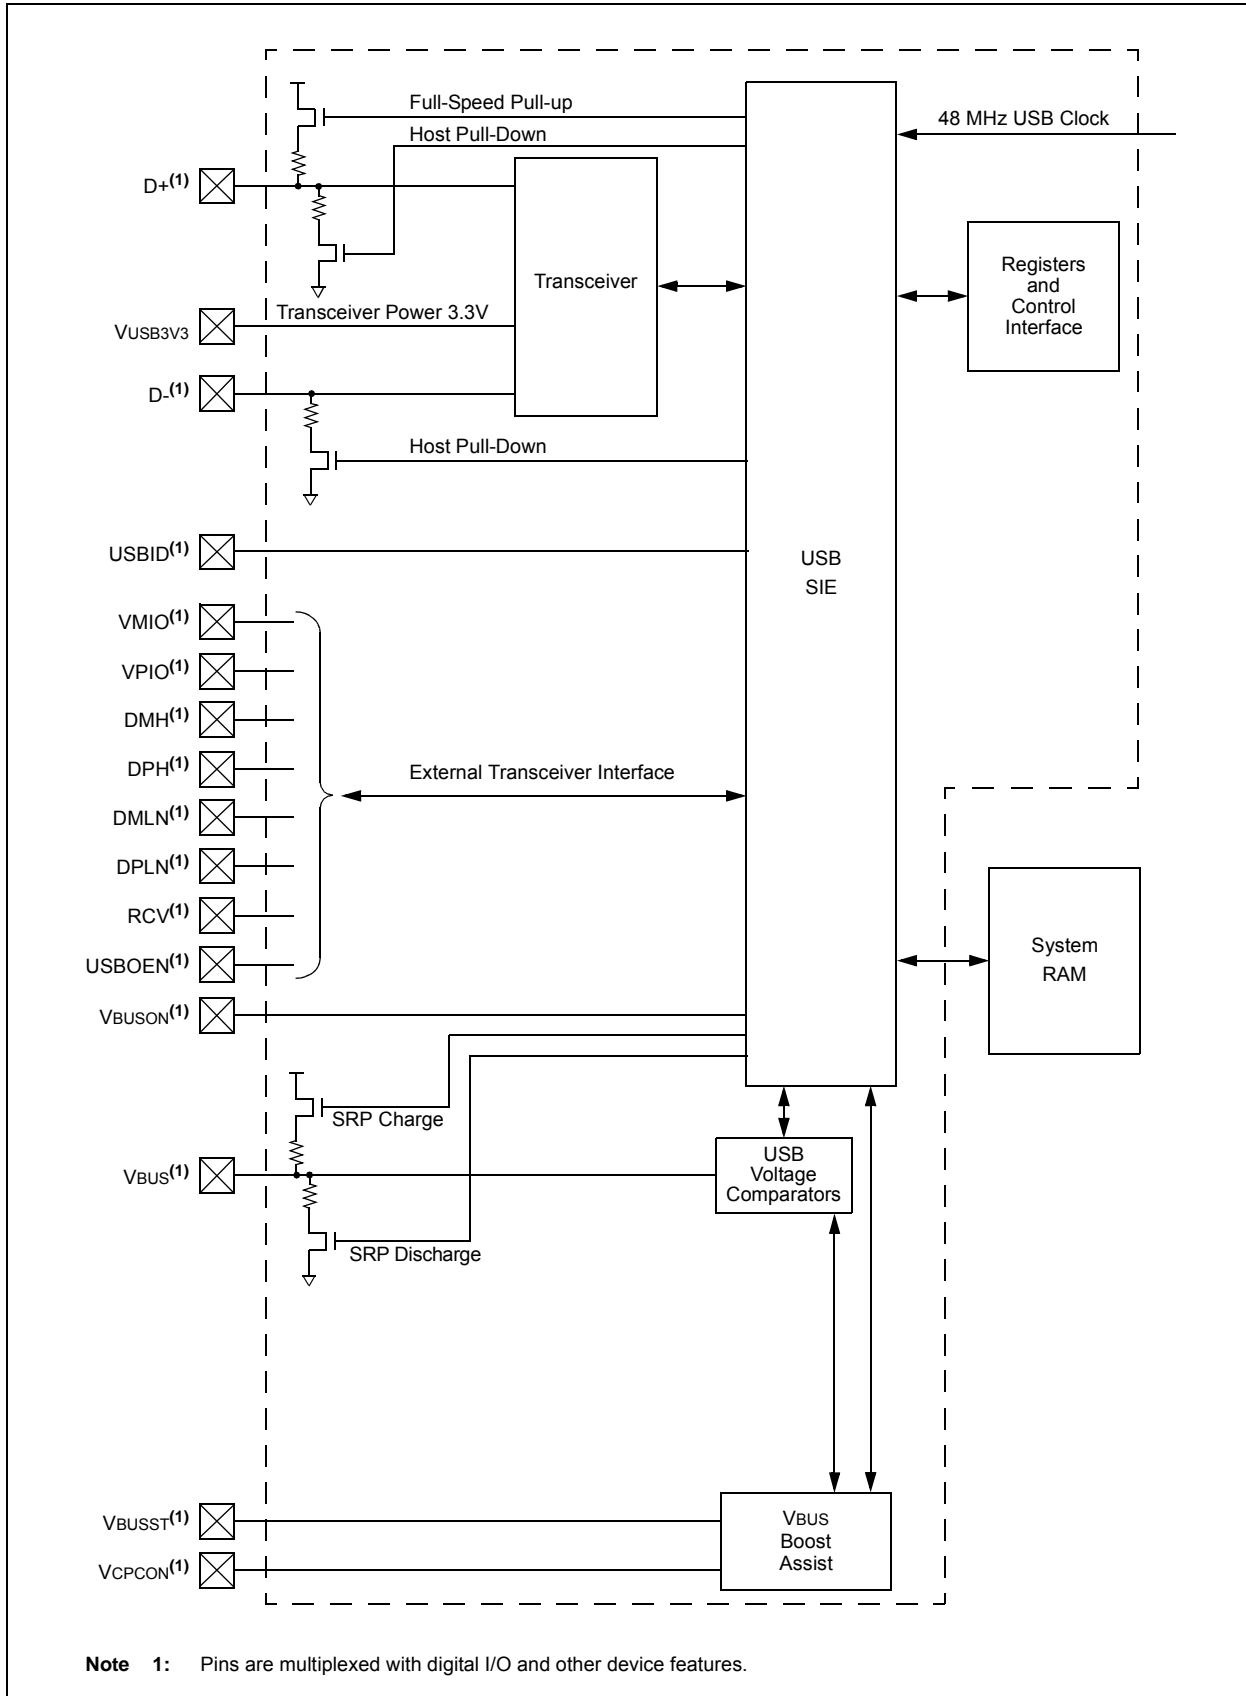 Full-Speed Pull-up
48 MHz USB Clock
Host Pull-Down
D+(1)
Transceiver
Registers
and
Control
Interface
Transceiver Power 3.3V
VUSB3V3
D-(1)
Host Pull-Down
USBID(1)
USB
SIE
VMIO(1)
VPIO(1)
DMH(1)
DPH(1)
External Transceiver Interface
DMLN(1)
DPLN(1)
RCV(1)
USBOEN(1)
System
RAM
VBUSON(1)
SRP Charge
USB
Voltage
Comparators
VBUS(1)
SRP Discharge
VBUSST(1)
VBUS
Boost
Assist
VCPCON(1)
Note 1: Pins are multiplexed with digital I/O and other device features.